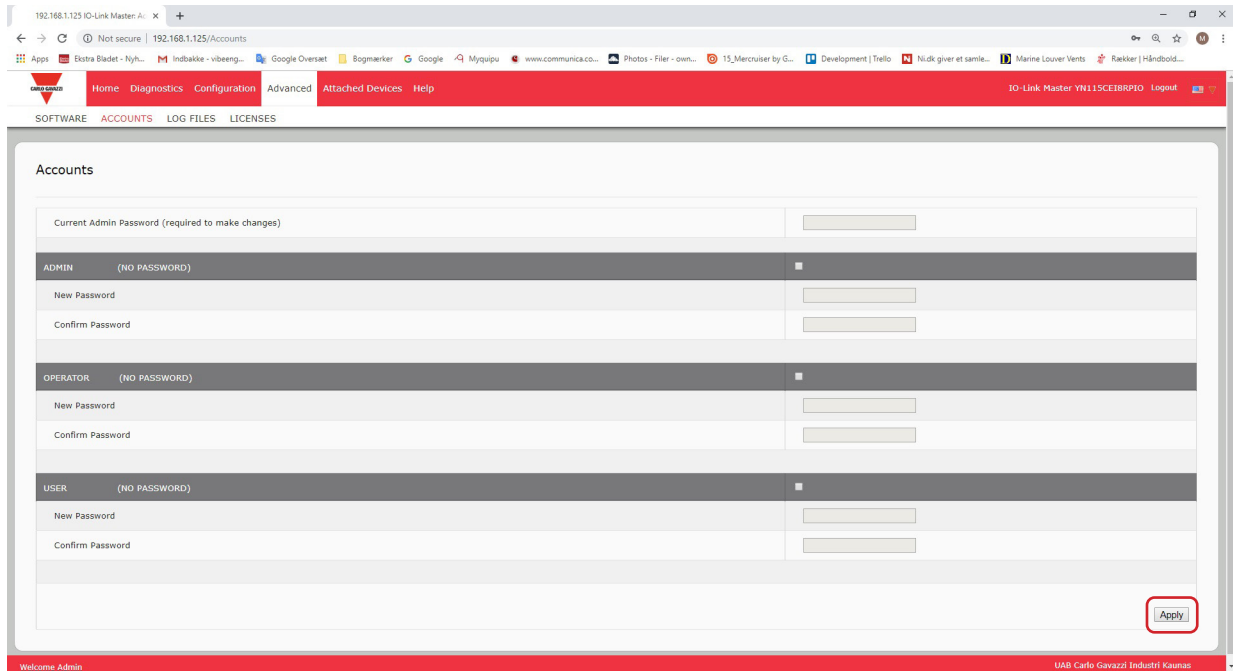 192.168.1.125 IO-Link Master: Ac
Not secure | 192.168.1.125/Accounts
Apps Ekstra Bladet - Nyh... Indbakke - vibeeng... Google Oversæt Bogmærker Google Myquipu www.communica.co... Photos - Filer - own... 15_Mercruiser by G... Development | Trello Ni.dk giver et samle... Marine Louver Vents Rækker | Håndbold....
CARLO GAVAZZI Home Diagnostics Configuration Advanced Attached Devices Help IO-Link Master YN115CEI8RPIO Logout
SOFTWARE ACCOUNTS LOG FILES LICENSES
Accounts
Current Admin Password (required to make changes)
ADMIN (NO PASSWORD)
New Password
Confirm Password
OPERATOR (NO PASSWORD)
New Password
Confirm Password
USER (NO PASSWORD)
New Password
Confirm Password
Apply
Welcome Admin UAB Carlo Gavazzi Industri Kaunas